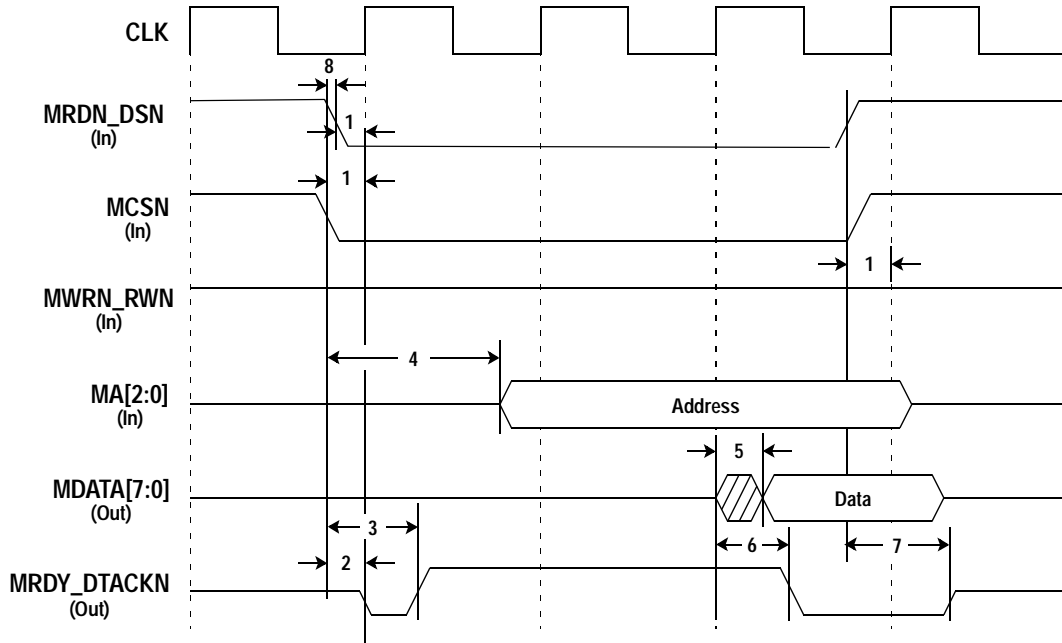 CLK
8
MRDN_DSN
(In)
1
1
MCSN
(In)
1
MWRN_RWN
(In)
4
MA[2:0]
(In)
Address
5
MDATA[7:0]
(Out)
Data
3
6
7
2
MRDY_DTACKN
(Out)